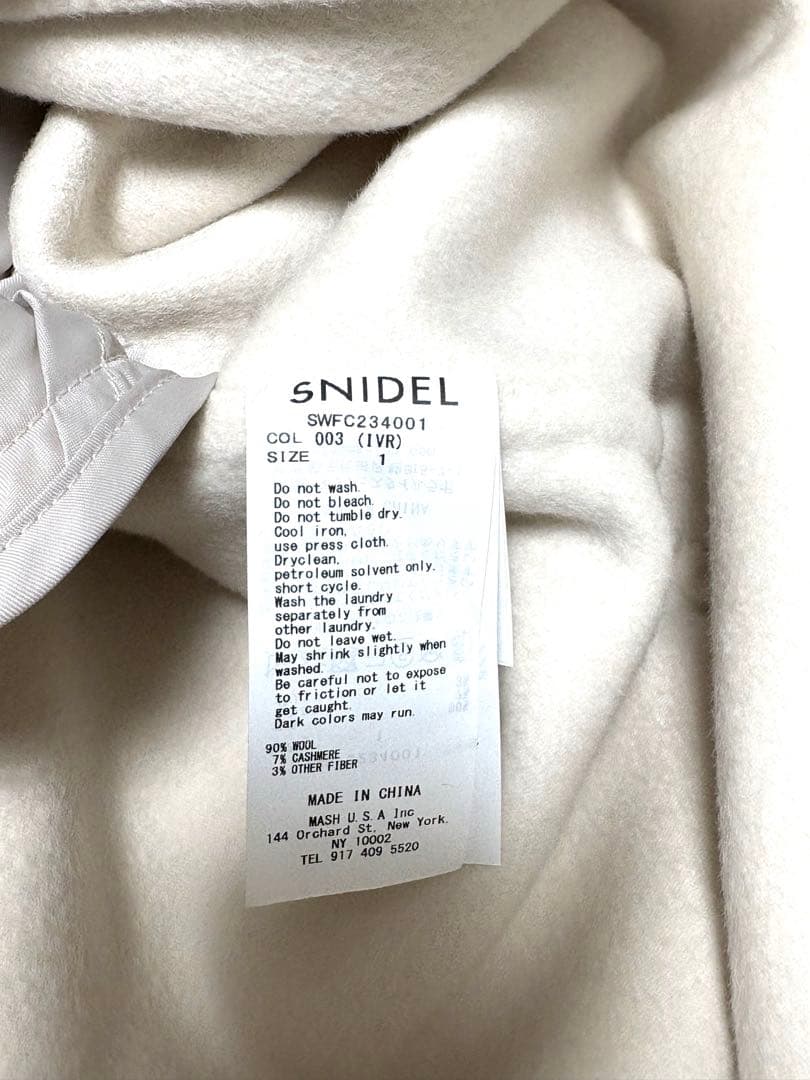 SNIDEL
SWFC234001
COL 003 (IVR)
SIZE 1
Do not wash.
Do not bleach.
Do not tumble dry.
Cool iron,
use press cloth.
Dryclean,
petroleum solvent only.
short cycle.
Wash the laundry
separately from
other laundry.
Do not leave wet.
May shrink slightly when
washed.
Be careful not to expose
to friction or let it
get caught.
Dark colors may run.
90% WOOL
7% CASHMERE
3% OTHER FIBER
MADE IN CHINA
MASH U.S.A Inc
144 Orchard St, New York.
NY 10002
TEL 917 409 5520